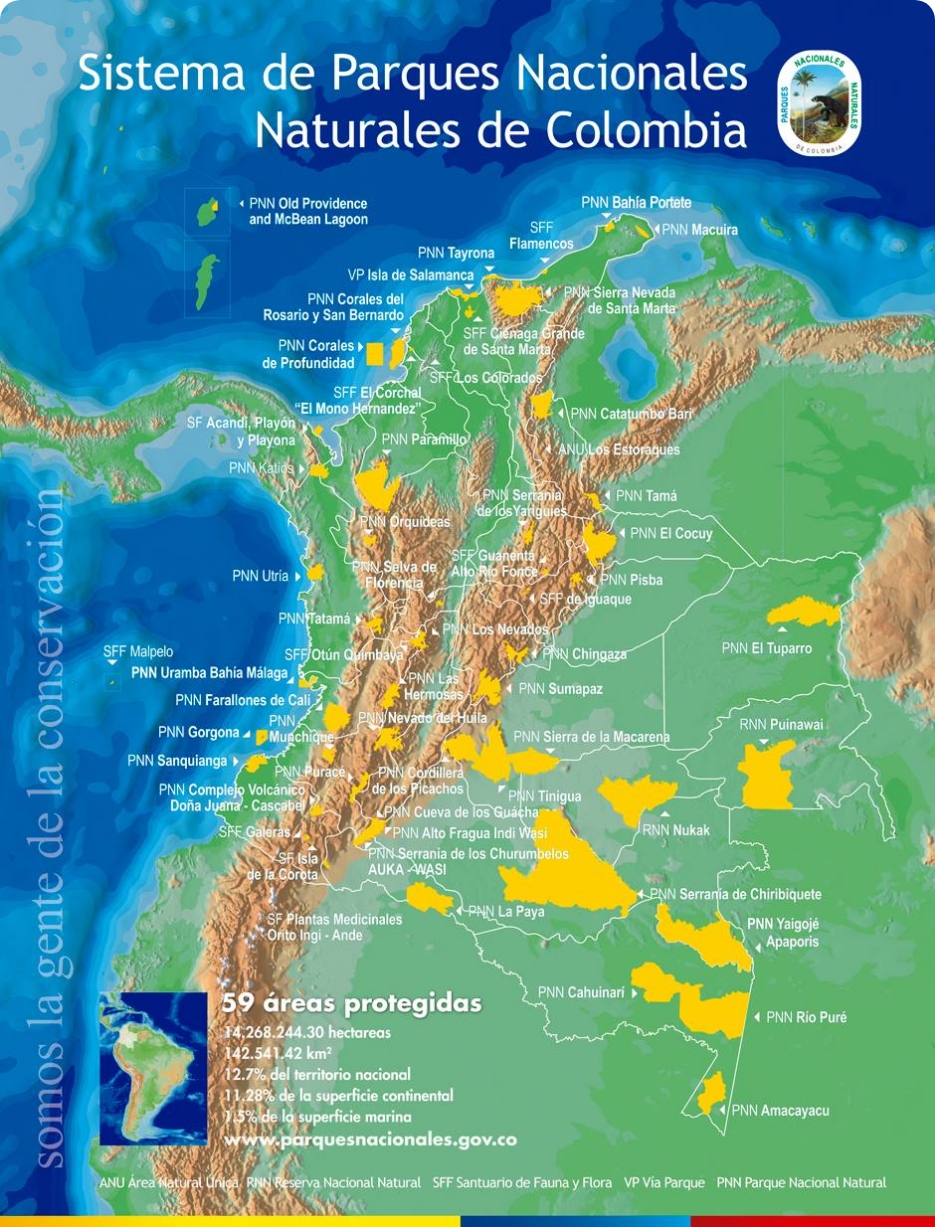 Sistema de Parques Nacionales
Naturales de Colombia
PARQUES
NACIONALES
NATURALES
DE COLOMBIA
PNN Old Providence
and McBean Lagoon
PNN Bahía Portete
PNN Macuira
SFF
Flamencos
PNN Tayrona
VP Isla de Salamanca
PNN Sierra Nevada
de Santa Marta
PNN Corales del
Rosario y San Bernardo
SFF Ciénaga Grande
de Santa Marta
PNN Corales
de Profundidad
SFF Los Colorados
SFF El Corchal
“El Mono Hernandez”
PNN Catatumbo Bari
SF Acandi, Playón
y Playona
PNN Paramillo
ANU Los Estoraques
PNN Katios
PNN Serranía
de los Yariguies
PNN Tamá
PNN Orquideas
PNN El Cocuy
SFF Guanentá
Alto Río Fonce
PNN Selva de
Florencia
PNN Utría
PNN Pisba
SFF de Iguaque
PNN Tatamá
PNN Los Nevados
PNN El Tuparro
SFF Otún Quimbaya
PNN Chingaza
SFF Malpelo
PNN Uramba Bahía Málaga
PNN Las
Hermosas
PNN Sumapaz
PNN Farallones de Cali
PNN
Munchique
PNN Nevado del Huila
RNN Puinawai
PNN Gorgona
PNN Sierra de la Macarena
PNN Sanquianga
PNN Puracé
PNN Cordillera
de los Picachos
PNN Complejo Volcánico
Doña Juana - Cascabel
PNN Tinigua
PNN Cueva de los Guácha
SFF Galeras
PNN Alto Fragua Indi Wasi
RNN Nukak
SF Isla
de la Corota
PNN Serrania de los Churumbelos
AUKA -WASI
PNN Serranía de Chiribiquete
PNN La Paya
SF Plantas Medicinales
Orito Ingi - Ande
PNN Yaigojé
Apaporis
PNN Cahuinarí
PNN Río Puré
PNN Amacayacu
somos la gente de la conservación
59 áreas protegidas
14,268.244.30 hectareas
142.541.42 km²
12.7% del territorio nacional
11.28% de la superficie continental
1.5% de la superficie marina
www.parquesnacionales.gov.co
ANU Área Natural Única RNN Reserva Nacional Natural SFF Santuario de Fauna y Flora VP Vía Parque PNN Parque Nacional Natural